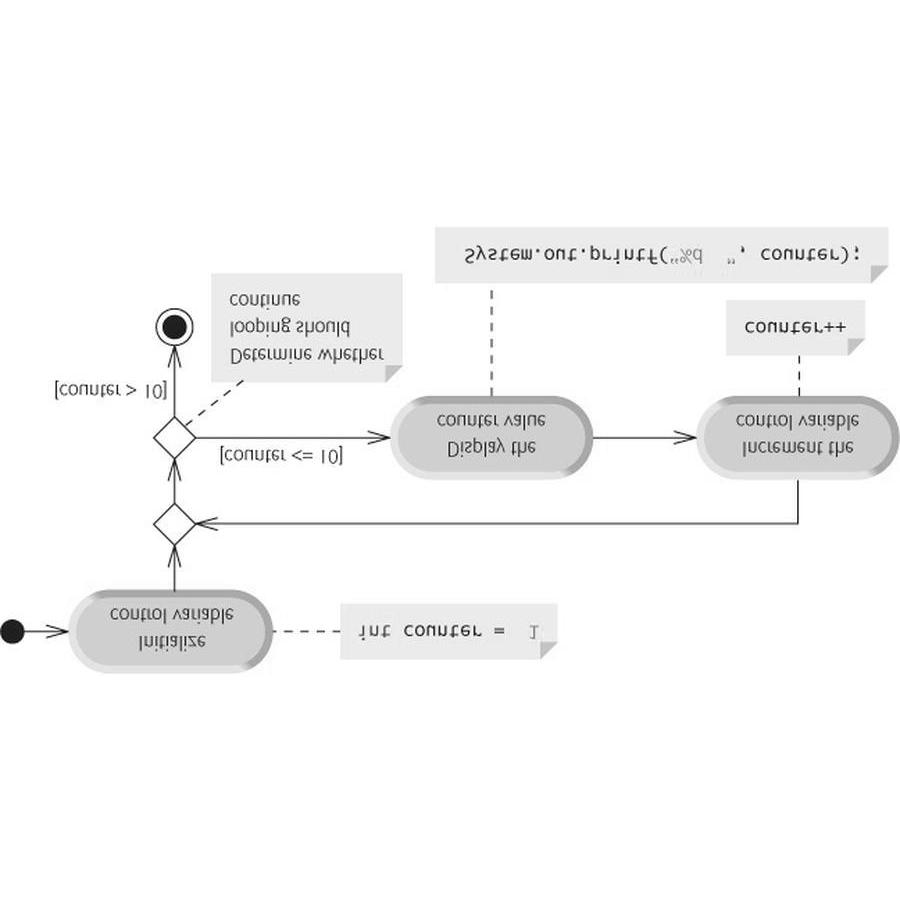 Initialize
control variable
int counter = 1
[counter <= 10]
Display the
counter value
Increment the
control variable
[counter > 10]
Determine whether
looping should
continue
counter++
System.out.printf(“%d  ”, counter);